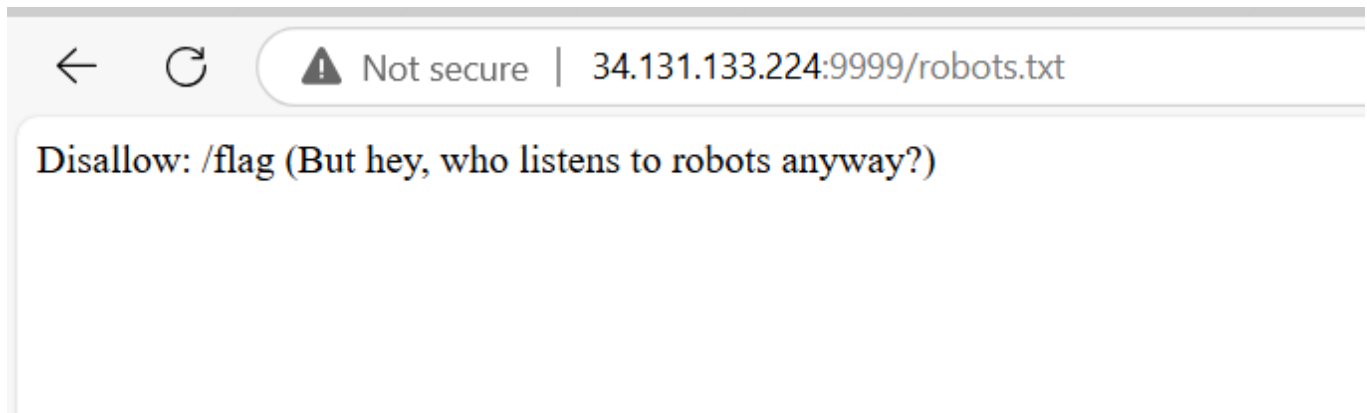 Not secure | 34.131.133.224:9999/robots.txt
Disallow: /flag (But hey, who listens to robots anyway?)